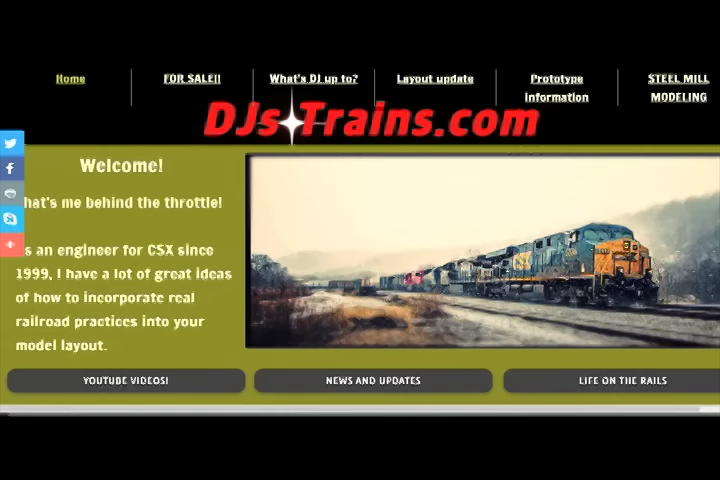 Home
FOR SALE!!
What's DJ up to?
Layout update
Prototype
Information
STEEL MILL
MODELING
DJsTrains.com
Welcome!
hat's me behind the throttle!
s an engineer for CSX since
1999, I have a lot of great ideas
of how to incorporate real
railroad practices into your
model layout.
YOUTUBE VIDEOS!
NEWS AND UPDATES
LIFE ON THE RAILS